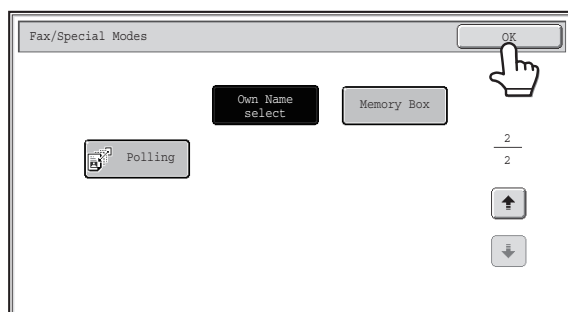 Fax/Special Modes
OK
Own Name
select
Memory Box
Polling
2
2